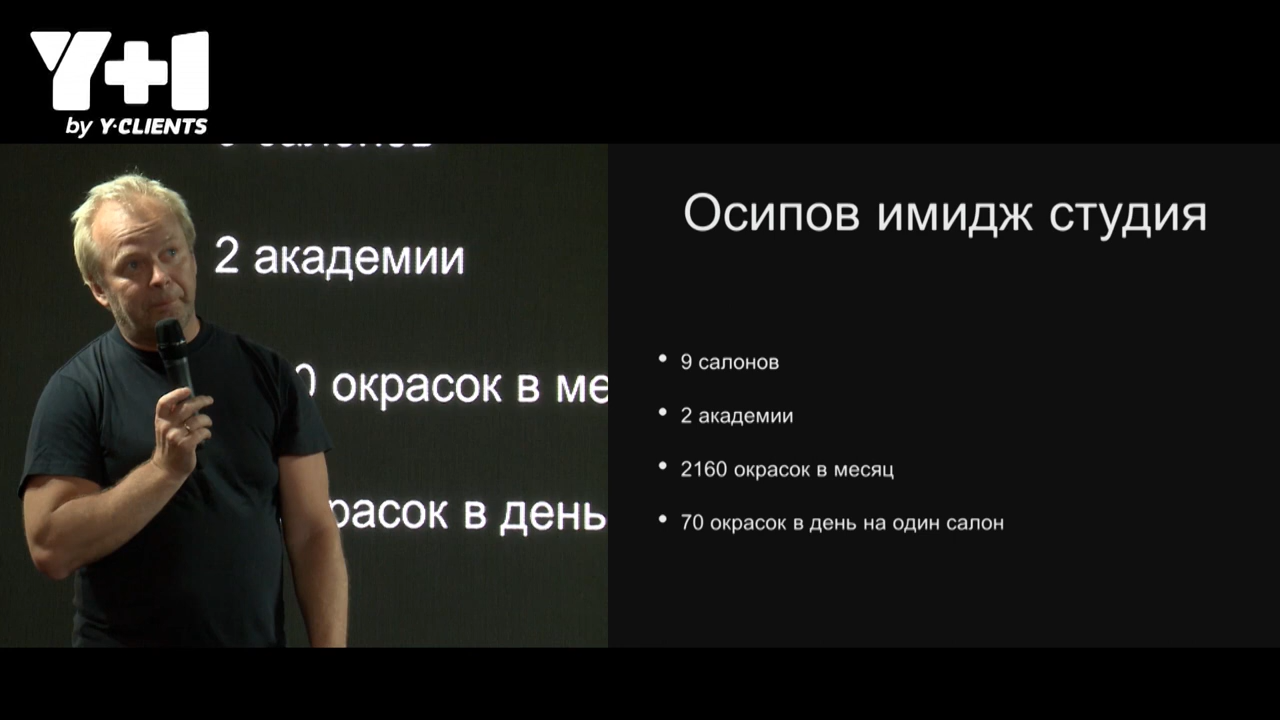 Y+1
by Y·CLIENTS
2 академии
0 окрасок в ме
расок в день
Осипов имидж студия
• 9 салонов
• 2 академии
• 2160 окрасок в месяц
• 70 окрасок в день на один салон